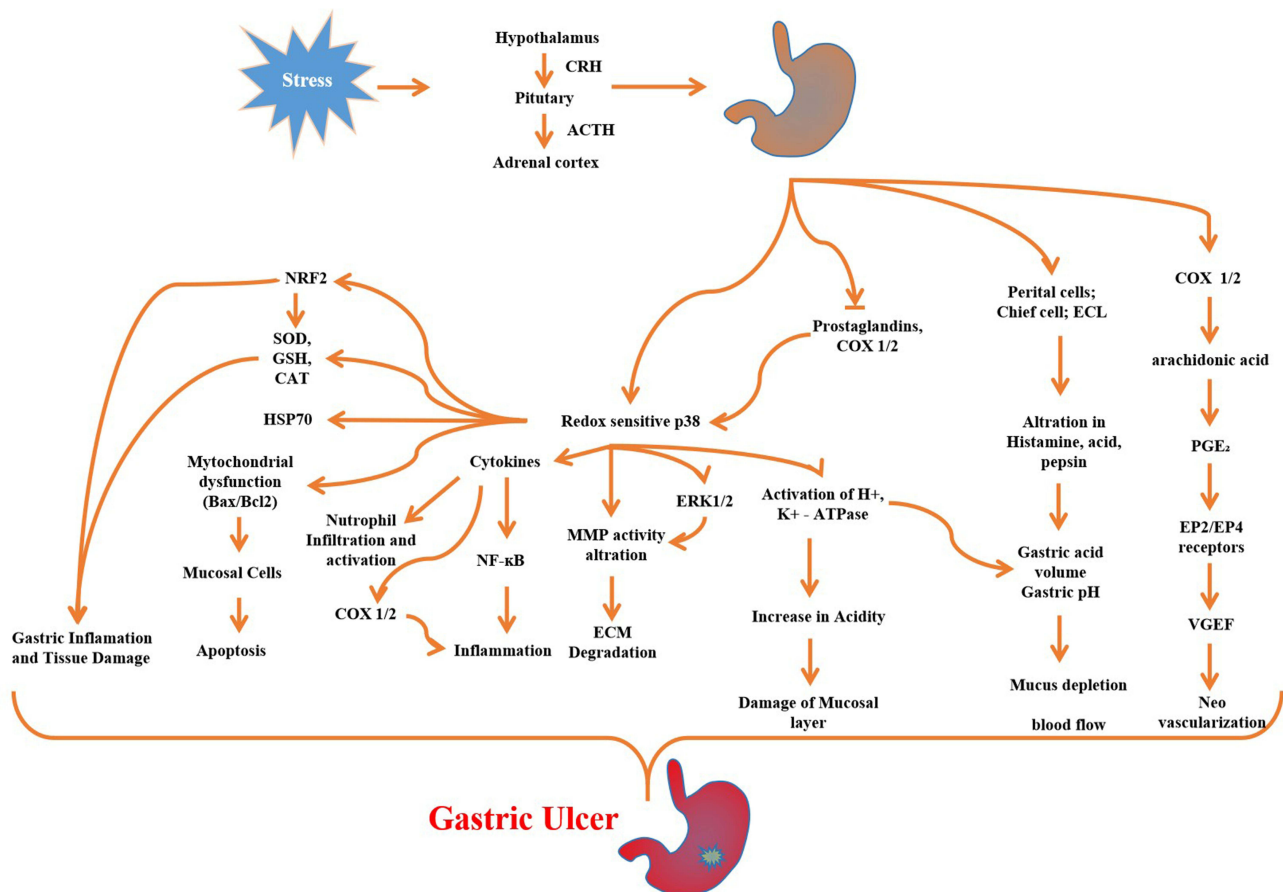 Stress
Hypothalamus
CRH
Pitutary
ACTH
Adrenal cortex
NRF2
SOD,
GSH,
CAT
HSP70
Mytochondrial
dysfunction
(Bax/Bcl2)
Mucosal Cells
Apoptosis
Gastric Inflamation
and Tissue Damage
Redox sensitive p38
Prostaglandins,
COX 1/2
Cytokines
Nutrophil
Infiltration and
activation
COX 1/2
NF-κB
Inflammation
ERK1/2
MMP activity
altration
ECM
Degradation
Activation of H+,
K+ - ATPase
Increase in Acidity
Damage of Mucosal
layer
Perital cells;
Chief cell; ECL
Altration in
Histamine, acid,
pepsin
Gastric acid
volume
Gastric pH
Mucus depletion
blood flow
COX 1/2
arachidonic acid
PGE₂
EP2/EP4
receptors
VGEF
Neo
vascularization
Gastric Ulcer